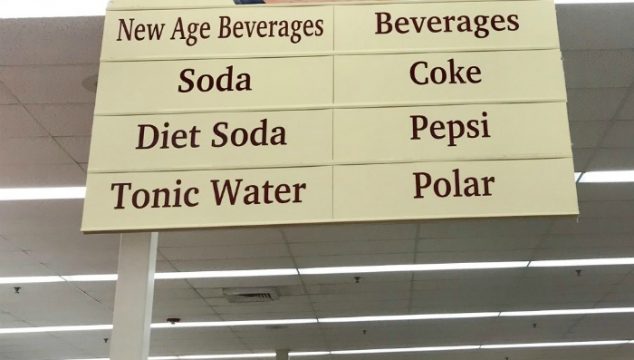 New Age Beverages Beverages
Soda Coke
Diet Soda Pepsi
Tonic Water Polar